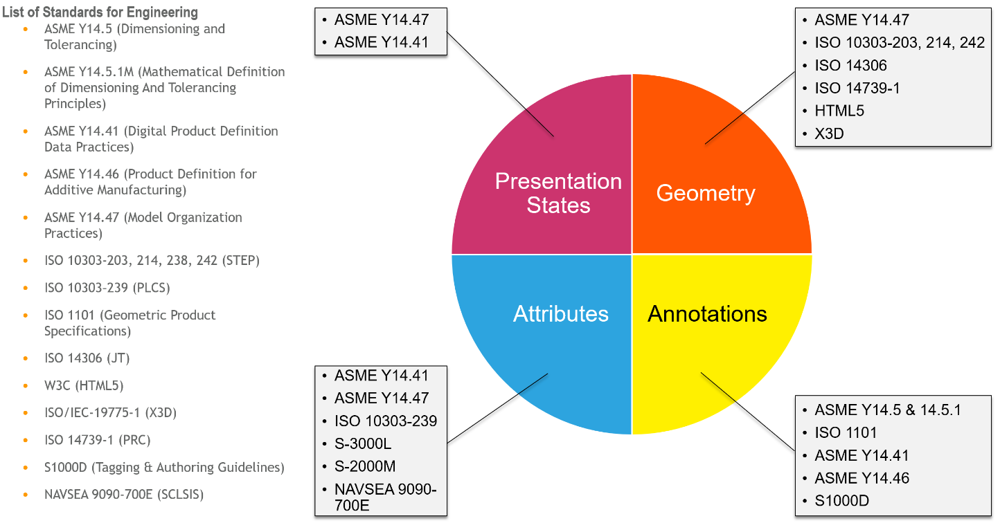 List of Standards for Engineering
• ASME Y14.5 (Dimensioning and
Tolerancing)
• ASME Y14.5.1M (Mathematical Definition
of Dimensioning And Tolerancing
Principles)
• ASME Y14.41 (Digital Product Definition
Data Practices)
• ASME Y14.46 (Product Definition for
Additive Manufacturing)
• ASME Y14.47 (Model Organization
Practices)
• ISO 10303-203, 214, 238, 242 (STEP)
• ISO 10303-239 (PLCS)
• ISO 1101 (Geometric Product
Specifications)
• ISO 14306 (JT)
• W3C (HTML5)
• ISO/IEC-19775-1 (X3D)
• ISO 14739-1 (PRC)
• S1000D (Tagging & Authoring Guidelines)
• NAVSEA 9090-700E (SCLSIS)
• ASME Y14.47
• ASME Y14.41
• ASME Y14.47
• ISO 10303-203, 214, 242
• ISO 14306
• ISO 14739-1
• HTML5
• X3D
Presentation
States
Geometry
Attributes
Annotations
• ASME Y14.41
• ASME Y14.47
• ISO 10303-239
• S-3000L
• S-2000M
• NAVSEA 9090-
700E
• ASME Y14.5 & 14.5.1
• ISO 1101
• ASME Y14.41
• ASME Y14.46
• S1000D